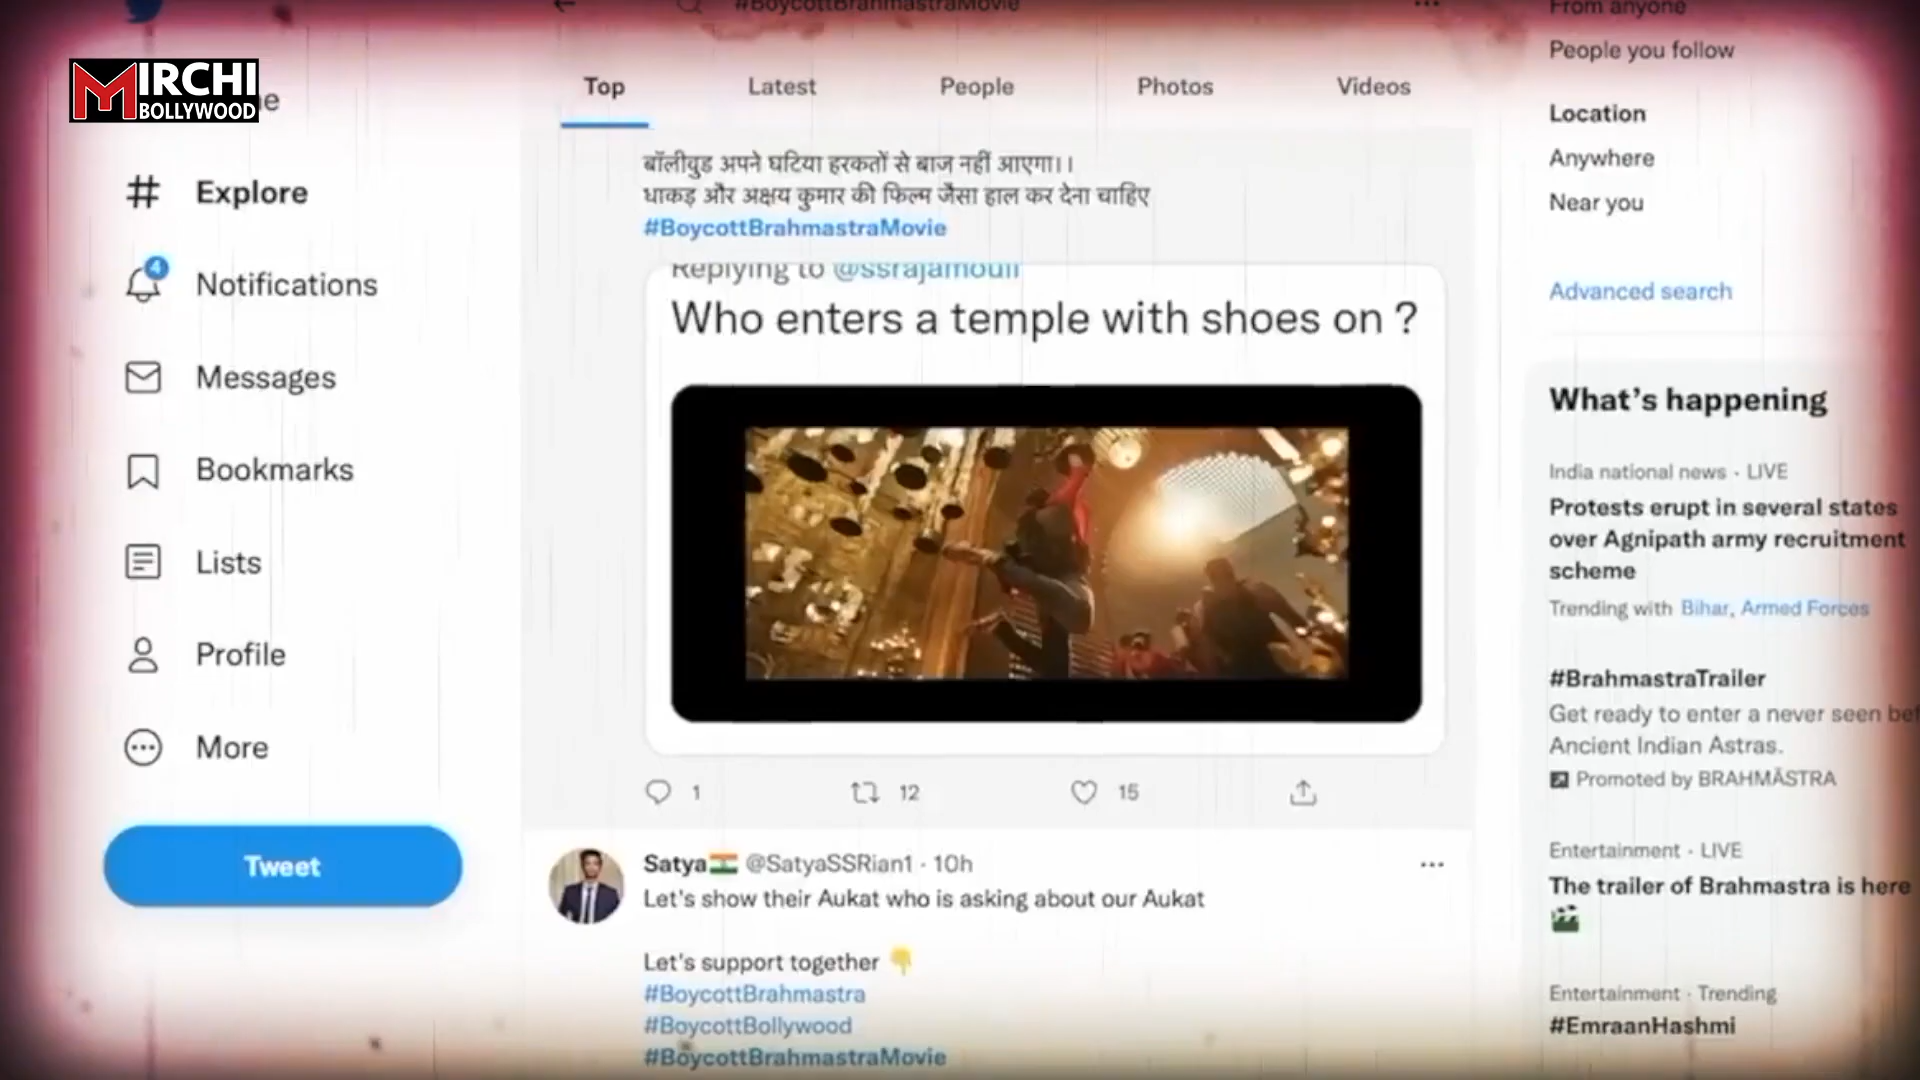 #BoycottBrahmastraMovie
MIRCHI
BOLLYWOOD
Explore
4
Notifications
Messages
Bookmarks
Lists
Profile
More
Tweet
Top
Latest
People
Photos
Videos
बॉलीवुड अपने घटिया हरकतों से बाज नहीं आएगा।।
धाकड़ और अक्षय कुमार की फिल्म जैसा हाल कर देना चाहिए
#BoycottBrahmastraMovie
Replying to @ssrajamouli
Who enters a temple with shoes on ?
1
12
15
Satya @SatyaSSRian1 · 10h
Let's show their Aukat who is asking about our Aukat
Let's support together
#BoycottBrahmastra
#BoycottBollywood
#BoycottBrahmastraMovie
From anyone
People you follow
Location
Anywhere
Near you
Advanced search
What's happening
India national news · LIVE
Protests erupt in several states
over Agnipath army recruitment
scheme
Trending with Bihar, Armed Forces
#BrahmastraTrailer
Get ready to enter a never seen
Ancient Indian Astras.
Promoted by BRAHMĀSTRA
Entertainment · LIVE
The trailer of Brahmastra is here
Entertainment · Trending
#EmraanHashmi